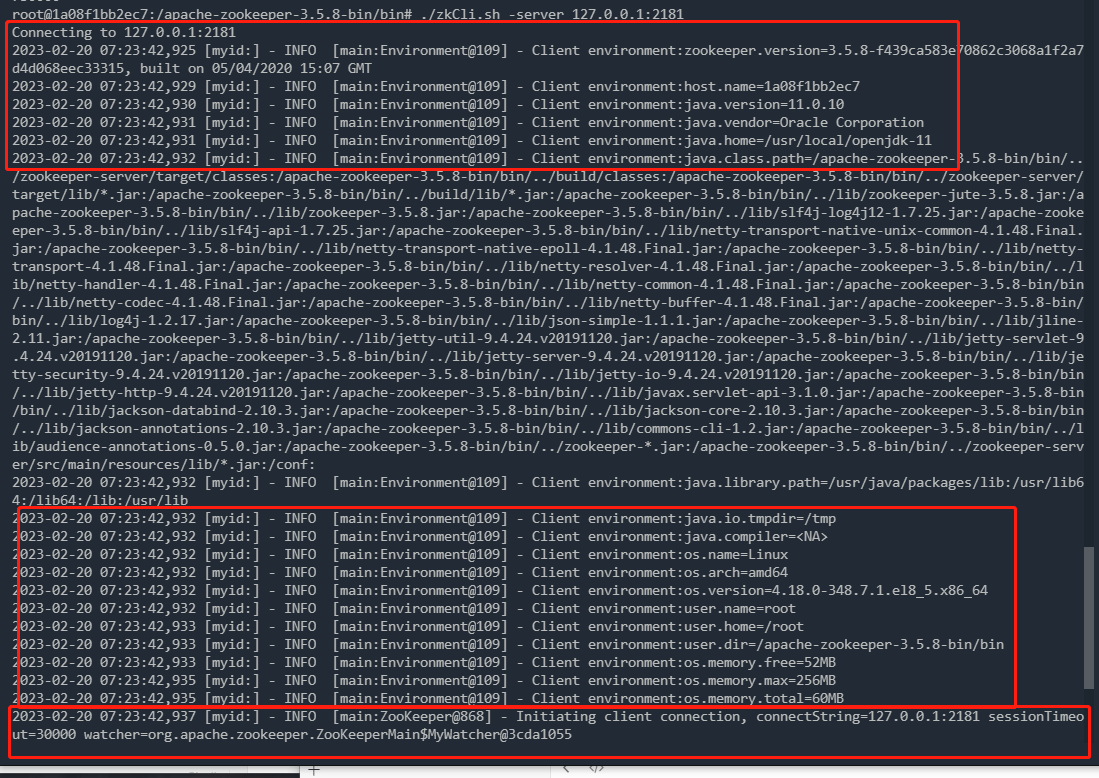 root@1a08f1bb2ec7:/apache-zookeeper-3.5.8-bin/bin# ./zkCli.sh -server 127.0.0.1:2181
Connecting to 127.0.0.1:2181
2023-02-20 07:23:42,925 [myid:] - INFO  [main:Environment@109] - Client environment:zookeeper.version=3.5.8-f439ca583e70862c3068a1f2a7
d4d068eec33315, built on 05/04/2020 15:07 GMT
2023-02-20 07:23:42,929 [myid:] - INFO  [main:Environment@109] - Client environment:host.name=1a08f1bb2ec7
2023-02-20 07:23:42,930 [myid:] - INFO  [main:Environment@109] - Client environment:java.version=11.0.10
2023-02-20 07:23:42,931 [myid:] - INFO  [main:Environment@109] - Client environment:java.vendor=Oracle Corporation
2023-02-20 07:23:42,931 [myid:] - INFO  [main:Environment@109] - Client environment:java.home=/usr/local/openjdk-11
2023-02-20 07:23:42,932 [myid:] - INFO  [main:Environment@109] - Client environment:java.class.path=/apache-zookeeper-3.5.8-bin/bin/..
/zookeeper-server/target/classes:/apache-zookeeper-3.5.8-bin/bin/../build/classes:/apache-zookeeper-3.5.8-bin/bin/../zookeeper-server/
target/lib/*.jar:/apache-zookeeper-3.5.8-bin/bin/../build/lib/*.jar:/apache-zookeeper-3.5.8-bin/bin/../lib/zookeeper-jute-3.5.8.jar:/a
pache-zookeeper-3.5.8-bin/bin/../lib/zookeeper-3.5.8.jar:/apache-zookeeper-3.5.8-bin/bin/../lib/slf4j-log4j12-1.7.25.jar:/apache-zooke
eper-3.5.8-bin/bin/../lib/slf4j-api-1.7.25.jar:/apache-zookeeper-3.5.8-bin/bin/../lib/netty-transport-native-unix-common-4.1.48.Final.
jar:/apache-zookeeper-3.5.8-bin/bin/../lib/netty-transport-native-epoll-4.1.48.Final.jar:/apache-zookeeper-3.5.8-bin/bin/../lib/netty-
transport-4.1.48.Final.jar:/apache-zookeeper-3.5.8-bin/bin/../lib/netty-resolver-4.1.48.Final.jar:/apache-zookeeper-3.5.8-bin/bin/../l
ib/netty-handler-4.1.48.Final.jar:/apache-zookeeper-3.5.8-bin/bin/../lib/netty-common-4.1.48.Final.jar:/apache-zookeeper-3.5.8-bin/bin
/../lib/netty-codec-4.1.48.Final.jar:/apache-zookeeper-3.5.8-bin/bin/../lib/netty-buffer-4.1.48.Final.jar:/apache-zookeeper-3.5.8-bin/
bin/../lib/log4j-1.2.17.jar:/apache-zookeeper-3.5.8-bin/bin/../lib/json-simple-1.1.1.jar:/apache-zookeeper-3.5.8-bin/bin/../lib/jline-
2.11.jar:/apache-zookeeper-3.5.8-bin/bin/../lib/jetty-util-9.4.24.v20191120.jar:/apache-zookeeper-3.5.8-bin/bin/../lib/jetty-servlet-9
.4.24.v20191120.jar:/apache-zookeeper-3.5.8-bin/bin/../lib/jetty-server-9.4.24.v20191120.jar:/apache-zookeeper-3.5.8-bin/bin/../lib/je
tty-security-9.4.24.v20191120.jar:/apache-zookeeper-3.5.8-bin/bin/../lib/jetty-io-9.4.24.v20191120.jar:/apache-zookeeper-3.5.8-bin/bin
/../lib/jetty-http-9.4.24.v20191120.jar:/apache-zookeeper-3.5.8-bin/bin/../lib/javax.servlet-api-3.1.0.jar:/apache-zookeeper-3.5.8-bin
/bin/../lib/jackson-databind-2.10.3.jar:/apache-zookeeper-3.5.8-bin/bin/../lib/jackson-core-2.10.3.jar:/apache-zookeeper-3.5.8-bin/bin
/../lib/jackson-annotations-2.10.3.jar:/apache-zookeeper-3.5.8-bin/bin/../lib/commons-cli-1.2.jar:/apache-zookeeper-3.5.8-bin/bin/../l
ib/audience-annotations-0.5.0.jar:/apache-zookeeper-3.5.8-bin/bin/../zookeeper-*.jar:/apache-zookeeper-3.5.8-bin/bin/../zookeeper-serv
er/src/main/resources/lib/*.jar:/conf:
2023-02-20 07:23:42,932 [myid:] - INFO  [main:Environment@109] - Client environment:java.library.path=/usr/java/packages/lib:/usr/lib6
4:/lib64:/lib:/usr/lib
2023-02-20 07:23:42,932 [myid:] - INFO  [main:Environment@109] - Client environment:java.io.tmpdir=/tmp
2023-02-20 07:23:42,932 [myid:] - INFO  [main:Environment@109] - Client environment:java.compiler=<NA>
2023-02-20 07:23:42,932 [myid:] - INFO  [main:Environment@109] - Client environment:os.name=Linux
2023-02-20 07:23:42,932 [myid:] - INFO  [main:Environment@109] - Client environment:os.arch=amd64
2023-02-20 07:23:42,932 [myid:] - INFO  [main:Environment@109] - Client environment:os.version=4.18.0-348.7.1.el8_5.x86_64
2023-02-20 07:23:42,932 [myid:] - INFO  [main:Environment@109] - Client environment:user.name=root
2023-02-20 07:23:42,933 [myid:] - INFO  [main:Environment@109] - Client environment:user.home=/root
2023-02-20 07:23:42,933 [myid:] - INFO  [main:Environment@109] - Client environment:user.dir=/apache-zookeeper-3.5.8-bin/bin
2023-02-20 07:23:42,933 [myid:] - INFO  [main:Environment@109] - Client environment:os.memory.free=52MB
2023-02-20 07:23:42,935 [myid:] - INFO  [main:Environment@109] - Client environment:os.memory.max=256MB
2023-02-20 07:23:42,935 [myid:] - INFO  [main:Environment@109] - Client environment:os.memory.total=60MB
2023-02-20 07:23:42,937 [myid:] - INFO  [main:ZooKeeper@868] - Initiating client connection, connectString=127.0.0.1:2181 sessionTimeo
ut=30000 watcher=org.apache.zookeeper.ZooKeeperMain$MyWatcher@3cda1055